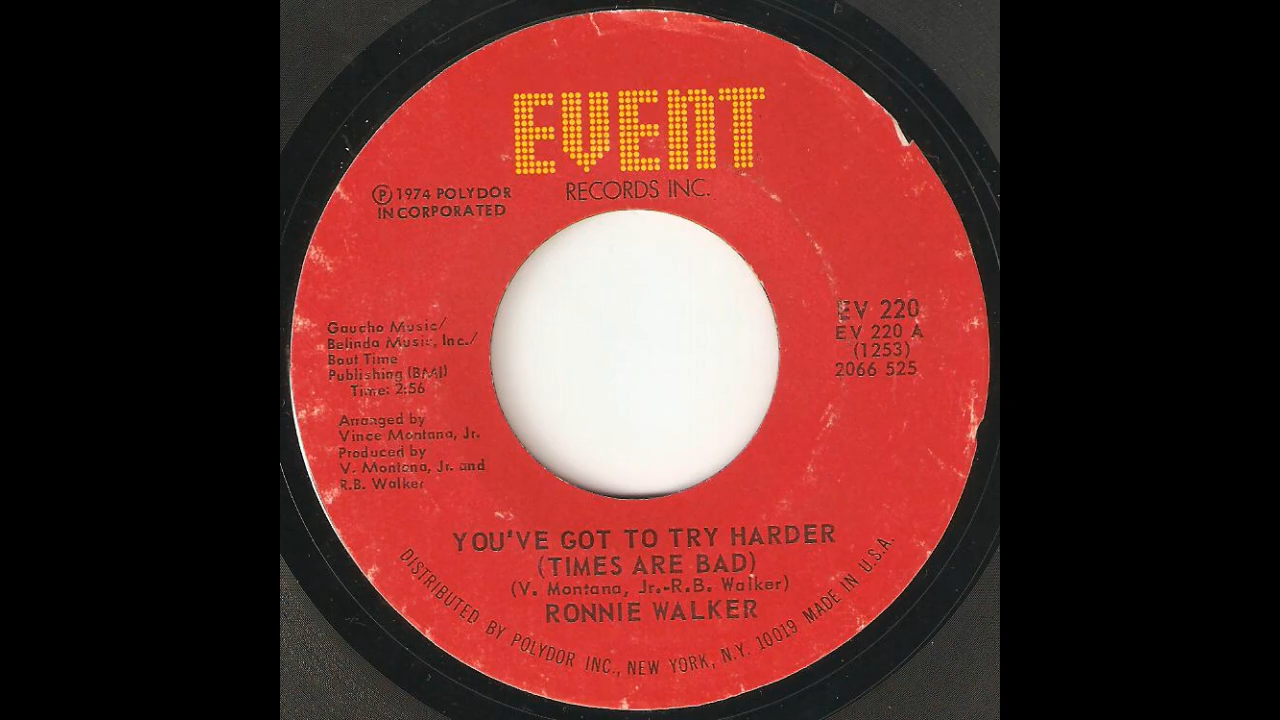 EVENT
RECORDS INC.
Ⓟ 1974 POLYDOR
INCORPORATED
EV 220
EV 220 A
(1253)
2066 525
Gaucho Music/
Belinda Music, Inc./
Bout Time
Publishing (BMI)
Time: 2:56
Arranged by
Vince Montana, Jr.
Produced by
V. Montana, Jr. and
R.B. Walker
YOU'VE GOT TO TRY HARDER
(TIMES ARE BAD)
(V. Montana, Jr.-R.B. Walker)
RONNIE WALKER
DISTRIBUTED BY POLYDOR INC., NEW YORK, N.Y. 10019 MADE IN U.S.A.